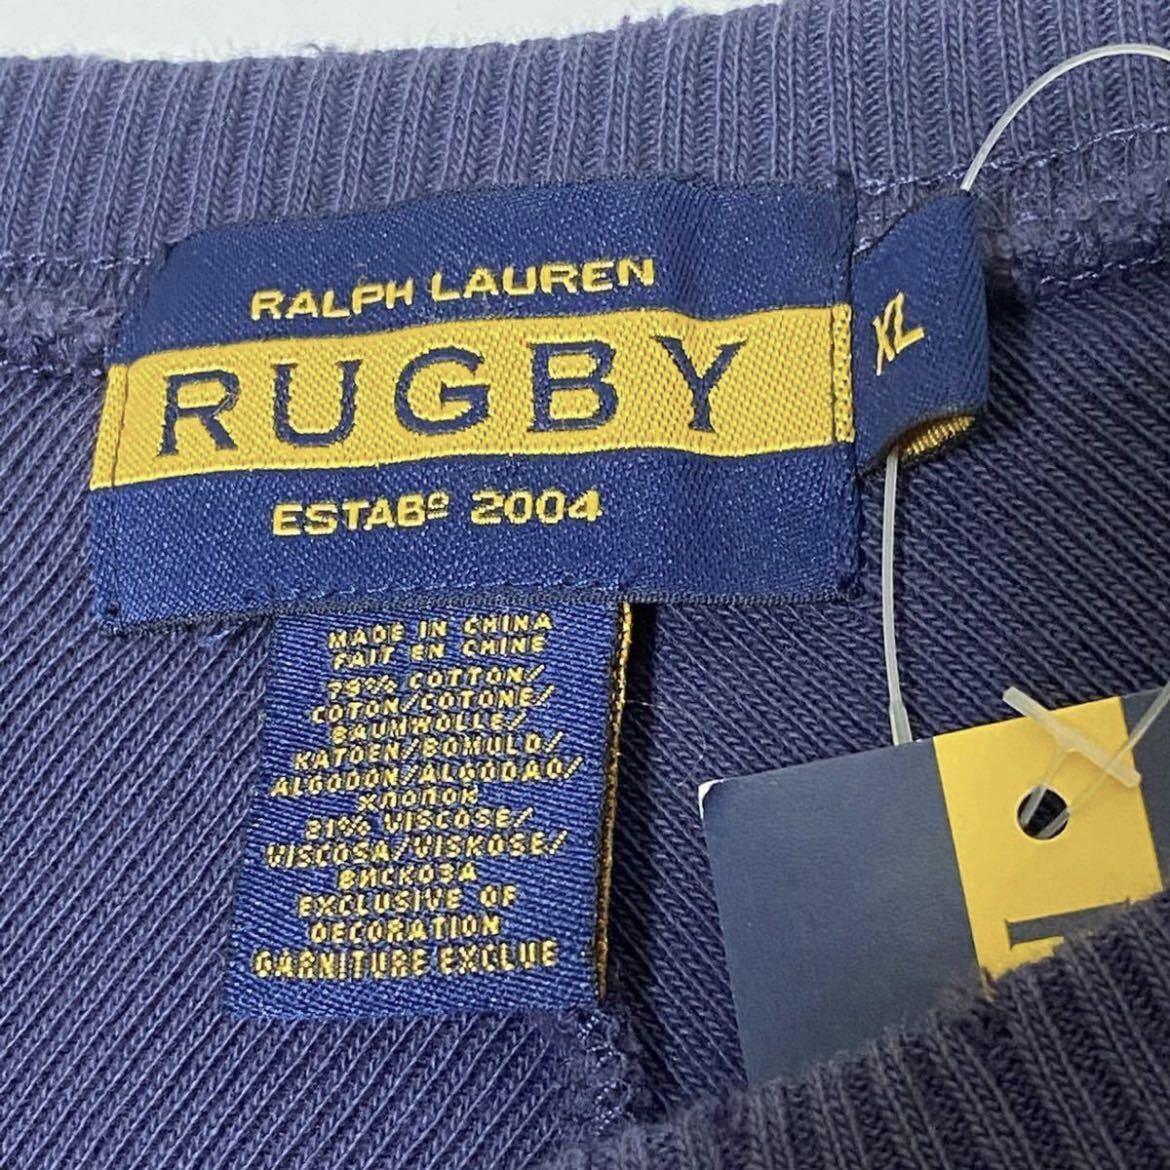 RALPH LAUREN
RUGBY
ESTABº 2004
XL
MADE IN CHINA
FAIT EN CHINE
79% COTTON/
COTON/COTONE/
BAUMWOLLE/
KATOEN/BOMULD/
ALGODON/ALGODAO/
ХЛОПОК
21% VISCOSE/
VISCOSA/VISKOSE/
ВИСКОЗА
EXCLUSIVE OF
DECORATION
GARNITURE EXCLUE